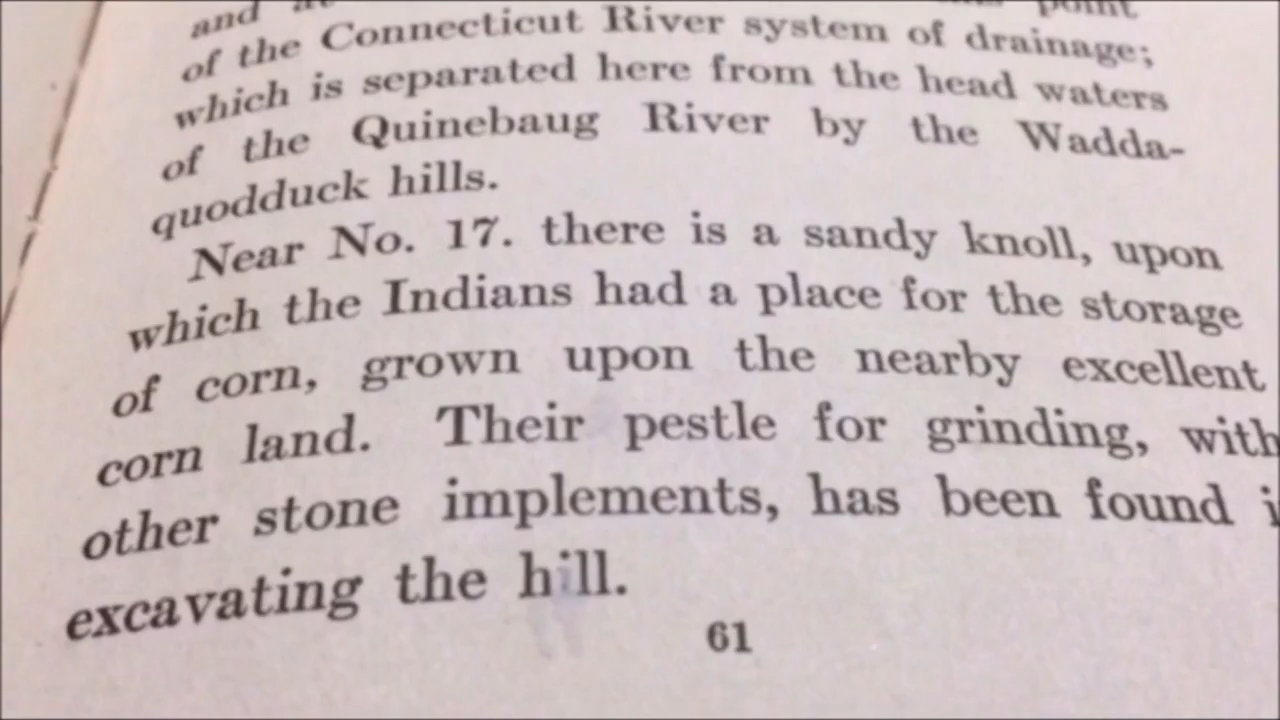 and
point
of the Connecticut River system of drainage;
which is separated here from the head waters
of the Quinebaug River by the Wadda-
quodduck hills.
Near No. 17. there is a sandy knoll, upon
which the Indians had a place for the storage
of corn, grown upon the nearby excellent
corn land. Their pestle for grinding, with
other stone implements, has been found i
excavating the hill.
61